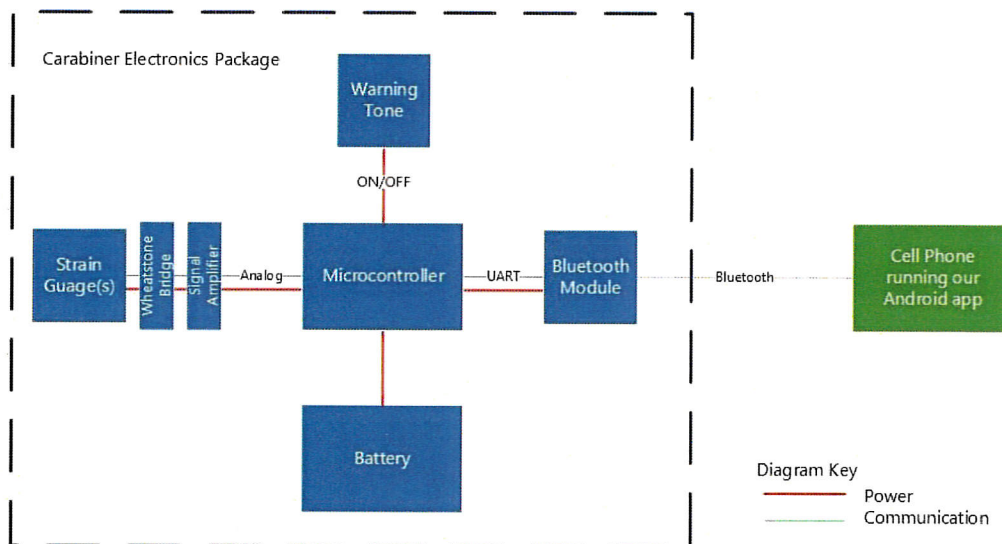 Carabiner Electronics Package
Warning
Tone
ON/OFF
Strain
Guage(s)
Wheatstone
Bridge
Signal
Amplifier
Analog
Microcontroller
UART
Bluetooth
Module
Bluetooth
Cell Phone
running our
Android app
Battery
Diagram Key
Power
Communication